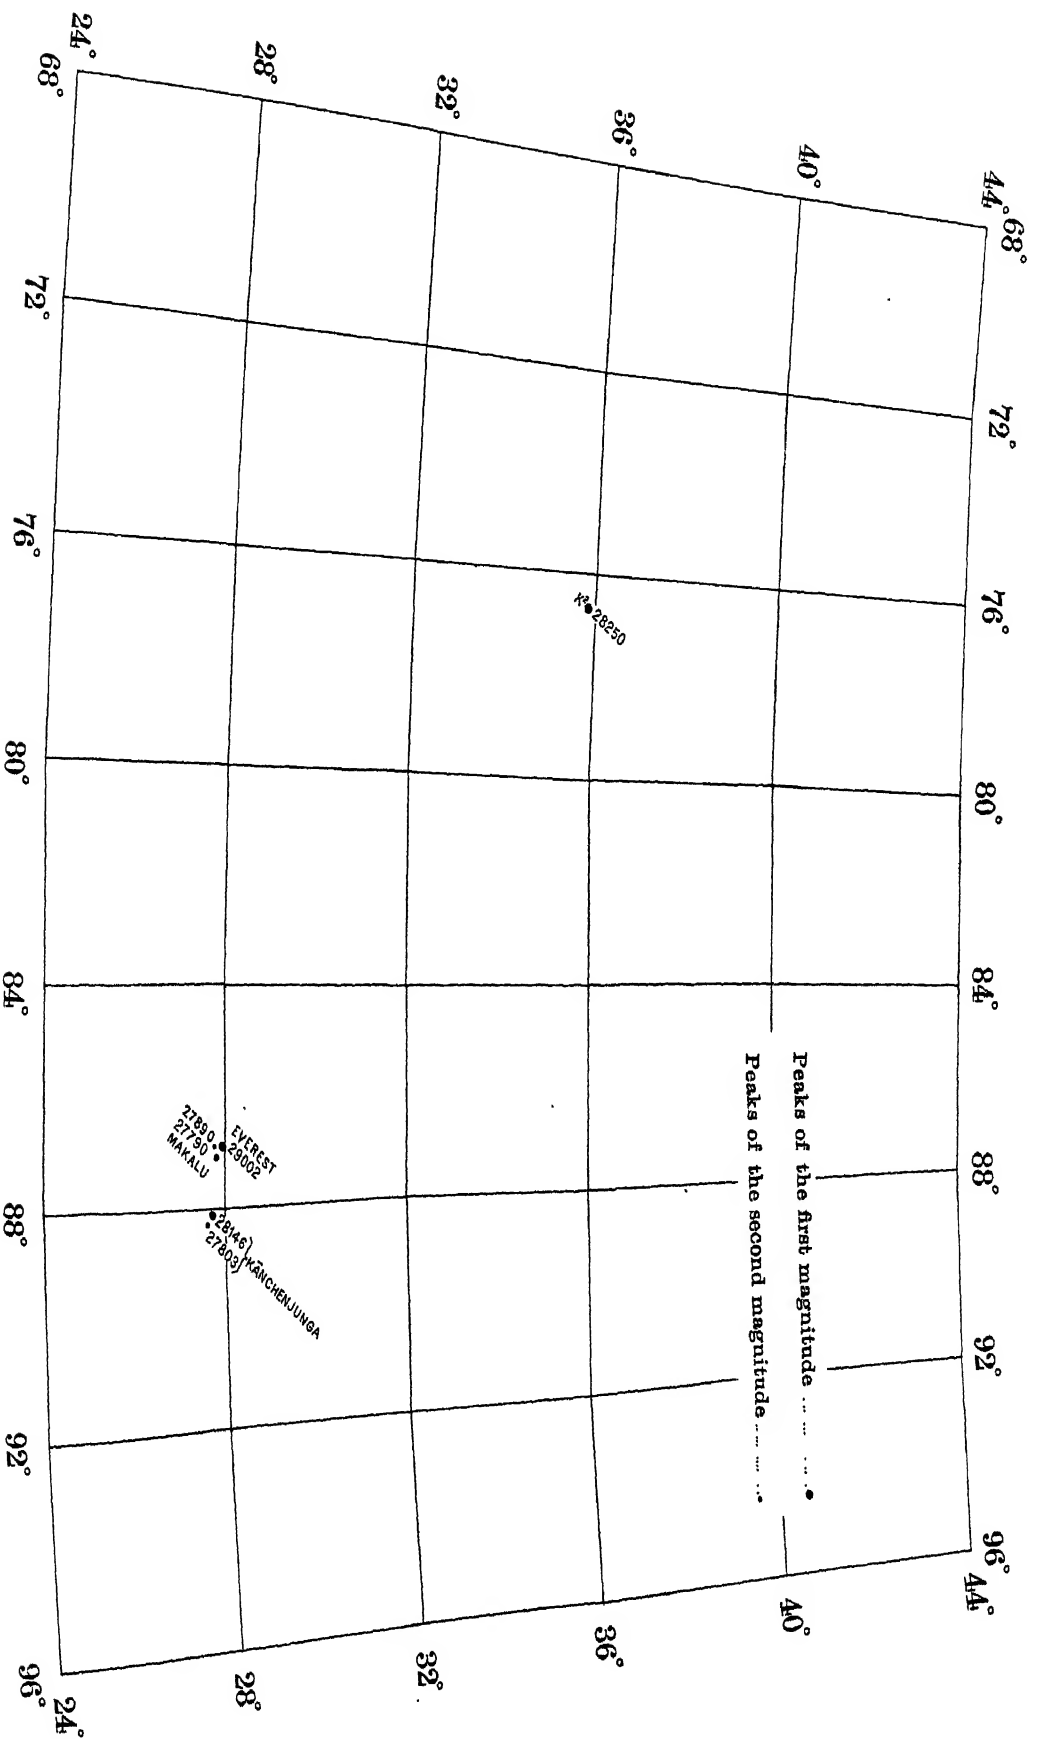 44° 40° 36° 32° 28° 24°
68° 68°
72° 72°
76° 76°
80° 80°
84° 84°
88° 88°
92° 92°
96° 96°
44° 40° 36° 32° 28° 24°
Peaks of the first magnitude
Peaks of the second magnitude
K² 28250
EVEREST
29002
27890
27790
MAKALU
28146
27803
KĀNCHENJUNGA